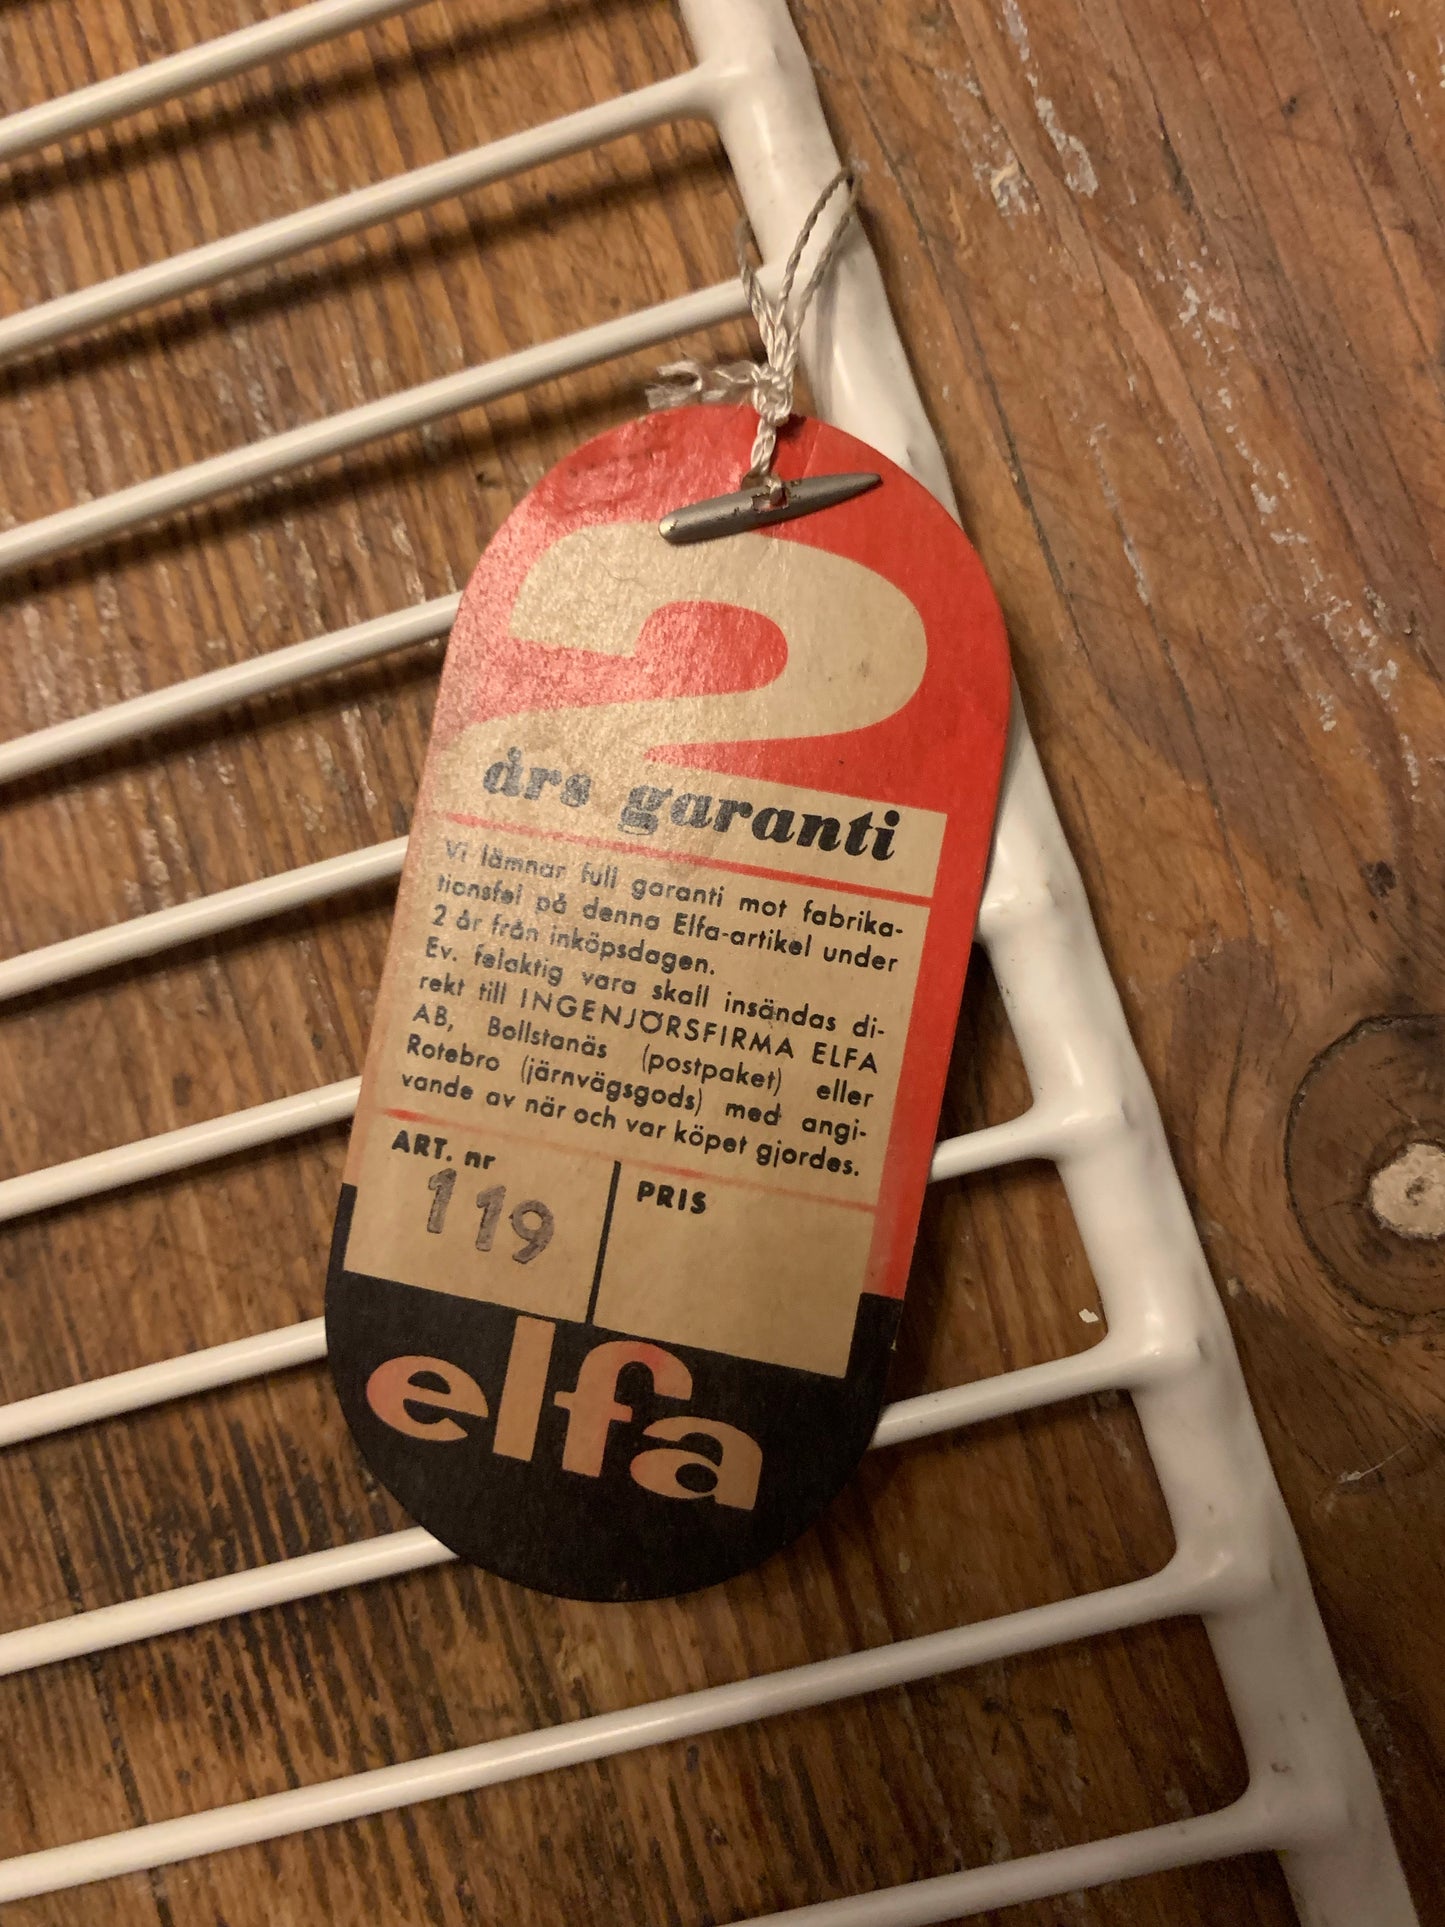 2
års garanti
Vi lämnar full garanti mot fabrika-
tionsfel på denna Elfa-artikel under
2 år från inköpsdagen.
Ev. felaktig vara skall insändas di-
rekt till INGENJÖRSFIRMA ELFA
AB, Bollstanäs (postpaket) eller
Rotebro (järnvägsgods) med angi-
vande av när och var köpet gjordes.
ART. nr PRIS
119
elfa